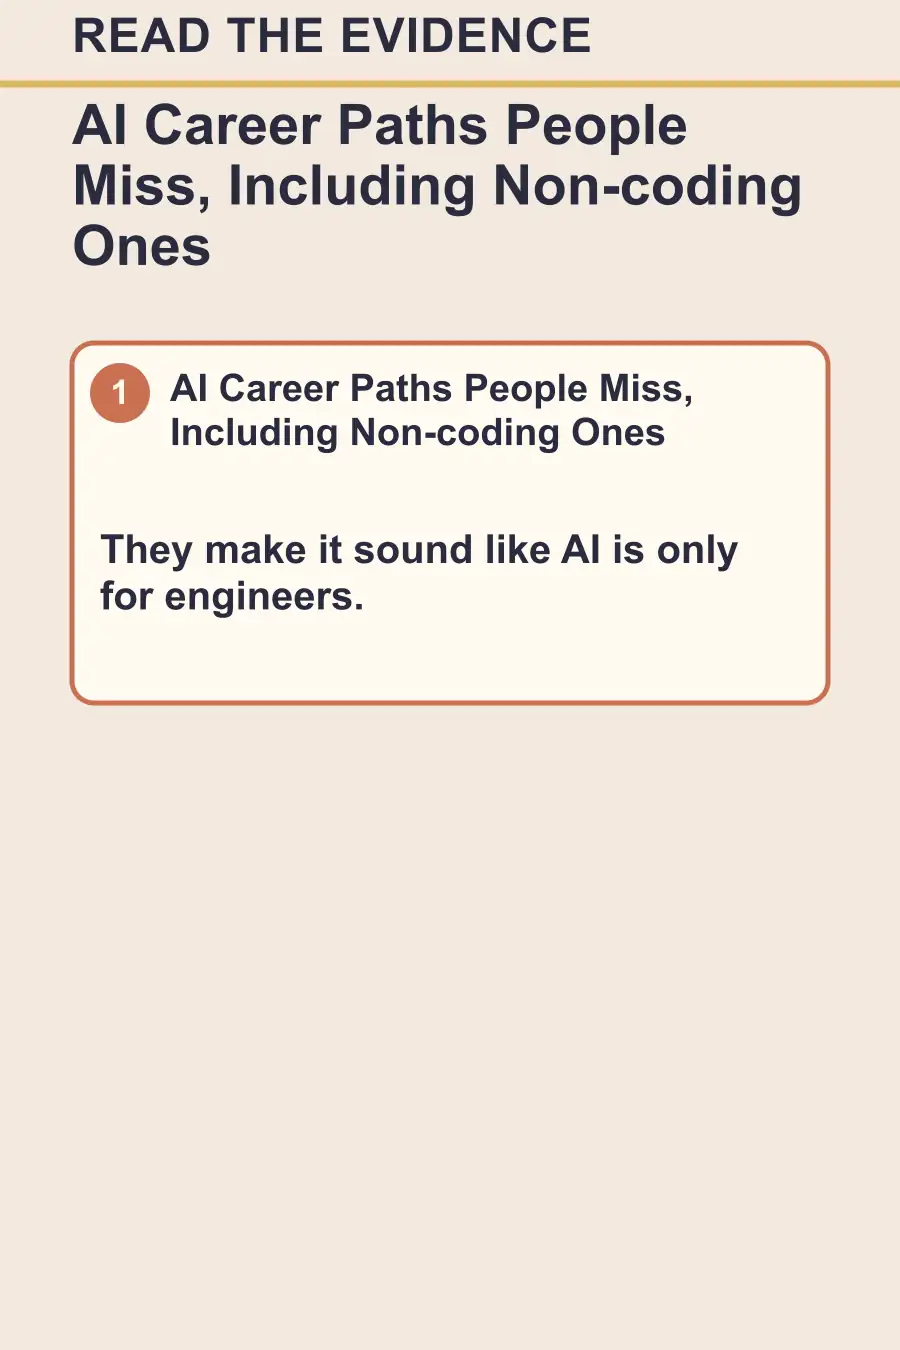 READ THE EVIDENCE
AI Career Paths People
Miss, Including Non-coding
Ones
1
AI Career Paths People Miss,
Including Non-coding Ones
They make it sound like AI is only
for engineers.